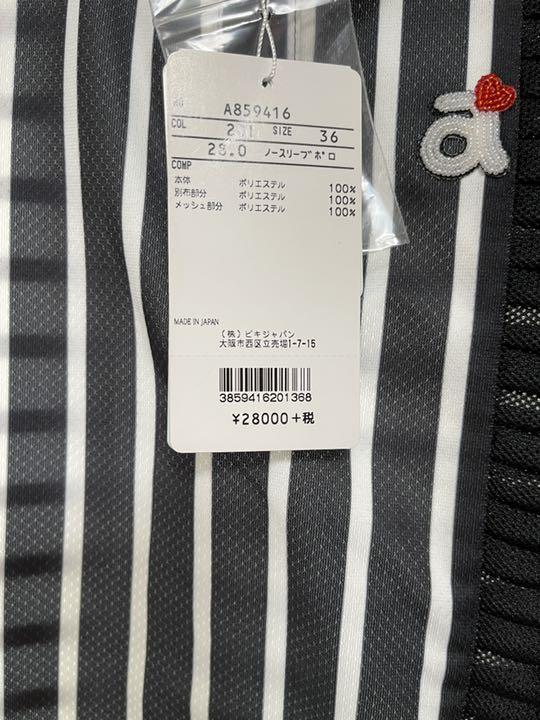 NO A859416
COL 201 SIZE 36
28.0 ノースリーブポロ
COMP
本体 ポリエステル 100%
別布部分 ポリエステル 100%
メッシュ部分 ポリエステル 100%
MADE IN JAPAN
(株)ピキジャパン
大阪市西区立売堀1-7-15
3859416201368
¥28000+税
a